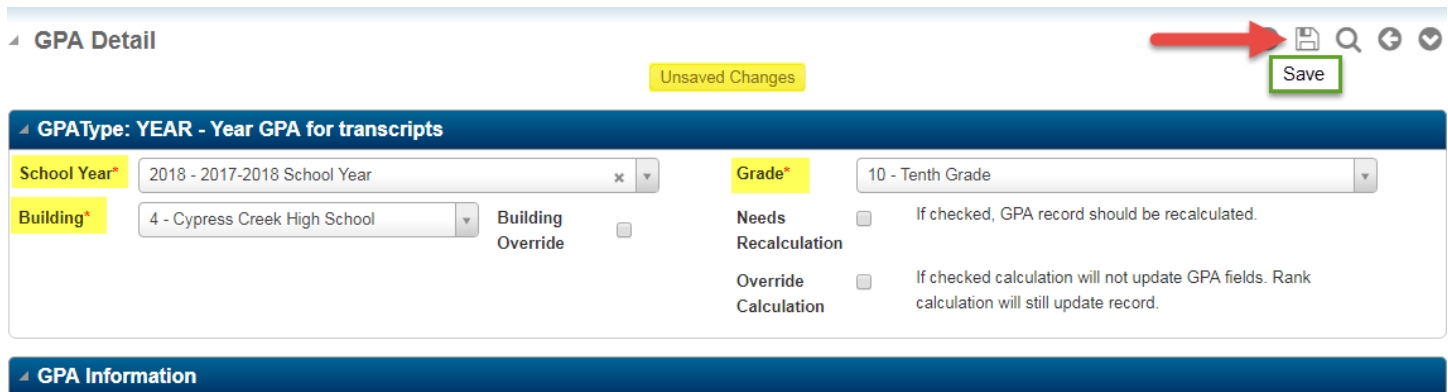 GPA Detail
Unsaved Changes
Save
GPAType: YEAR - Year GPA for transcripts
School Year* 2018 - 2017-2018 School Year
Grade* 10 - Tenth Grade
Building* 4 - Cypress Creek High School
Building
Override
Needs
Recalculation
If checked, GPA record should be recalculated.
Override
Calculation
If checked calculation will not update GPA fields. Rank
calculation will still update record.
GPA Information